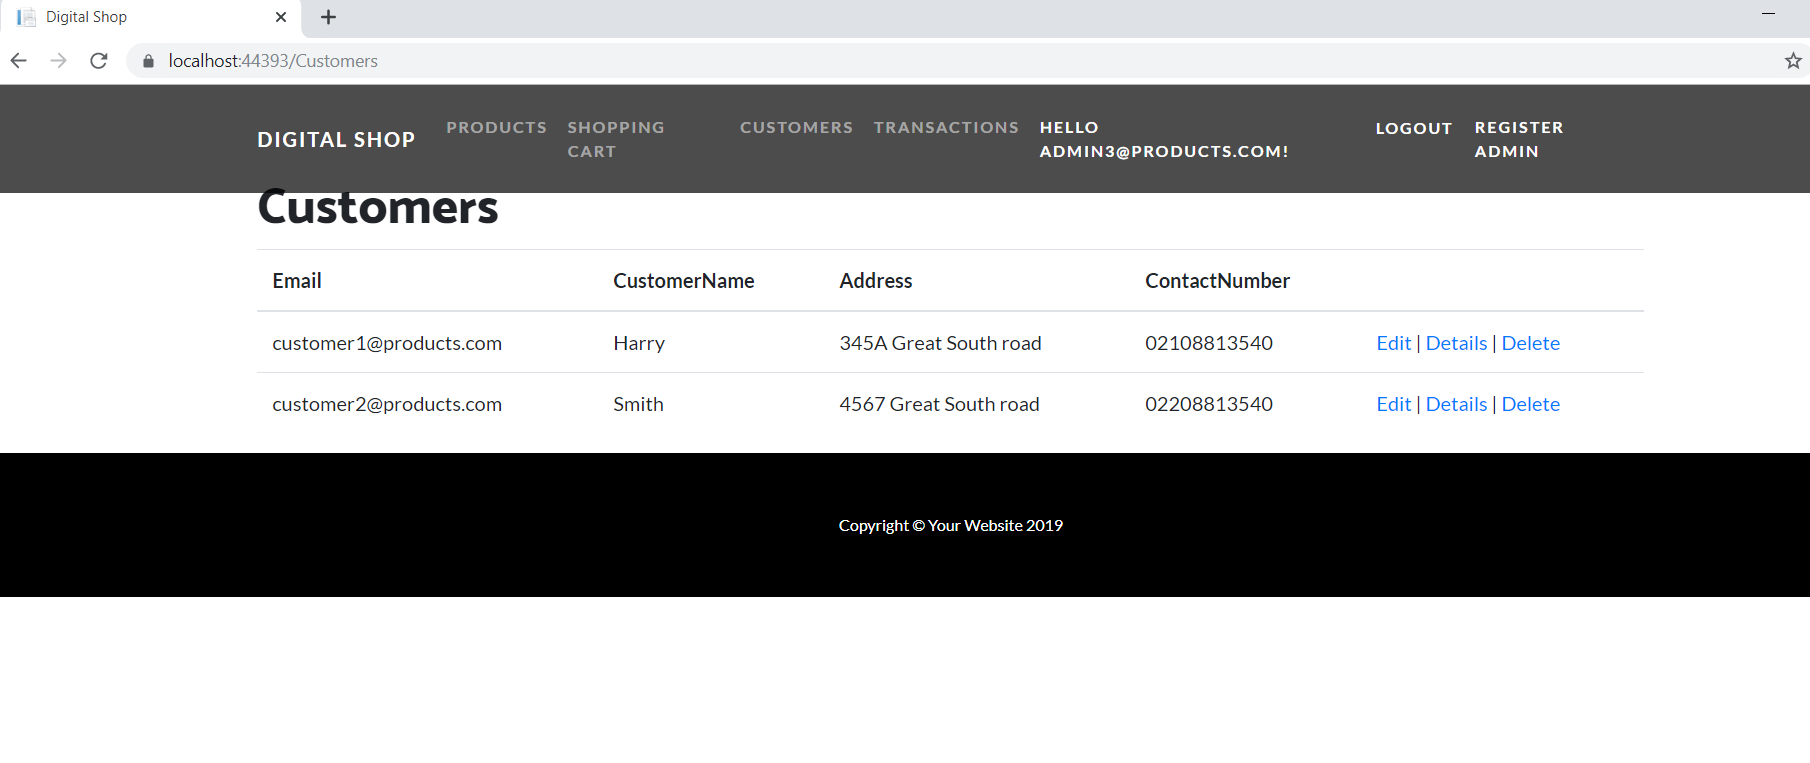 Digital Shop
localhost:44393/Customers
DIGITAL SHOP PRODUCTS SHOPPING CART CUSTOMERS TRANSACTIONS HELLO ADMIN3@PRODUCTS.COM! LOGOUT REGISTER ADMIN
Customers
Email CustomerName Address ContactNumber
customer1@products.com Harry 345A Great South road 02108813540 Edit | Details | Delete
customer2@products.com Smith 4567 Great South road 02208813540 Edit | Details | Delete
Copyright © Your Website 2019